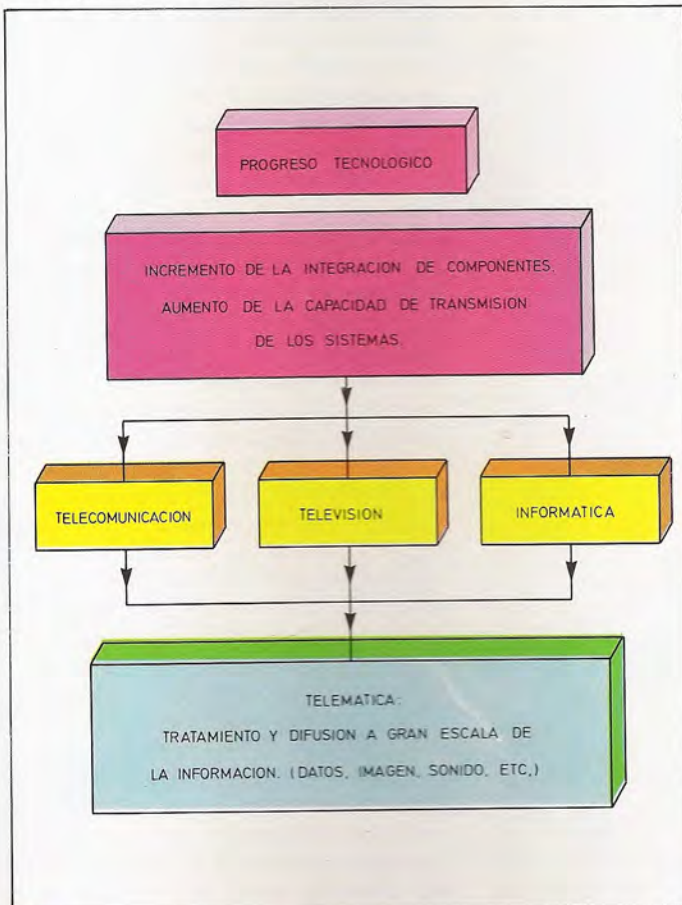 PROGRESO TECNOLOGICO
INCREMENTO DE LA INTEGRACION DE COMPONENTES.
AUMENTO DE LA CAPACIDAD DE TRANSMISION
DE LOS SISTEMAS.
TELECOMUNICACION
TELEVISION
INFORMATICA
TELEMATICA:
TRATAMIENTO Y DIFUSION A GRAN ESCALA DE
LA INFORMACION. (DATOS, IMAGEN, SONIDO, ETC,)